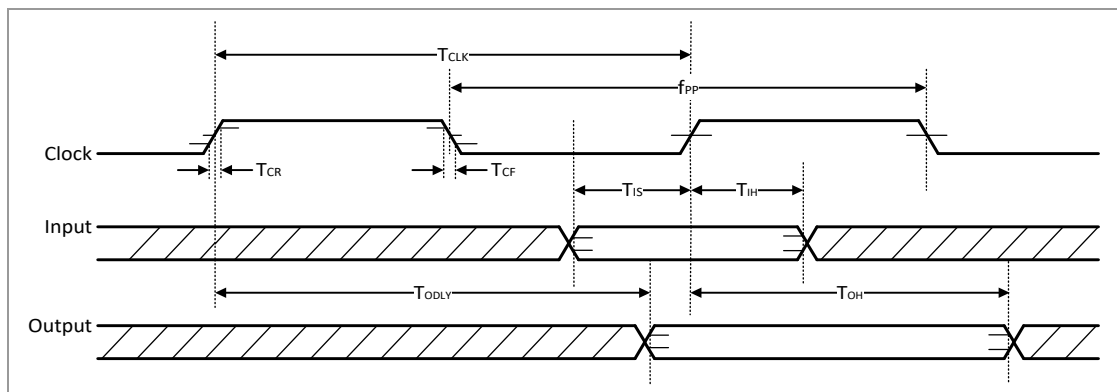 TCLK
fPP
Clock
TCR
TCF
TIS
TIH
Input
TODLY
TOH
Output